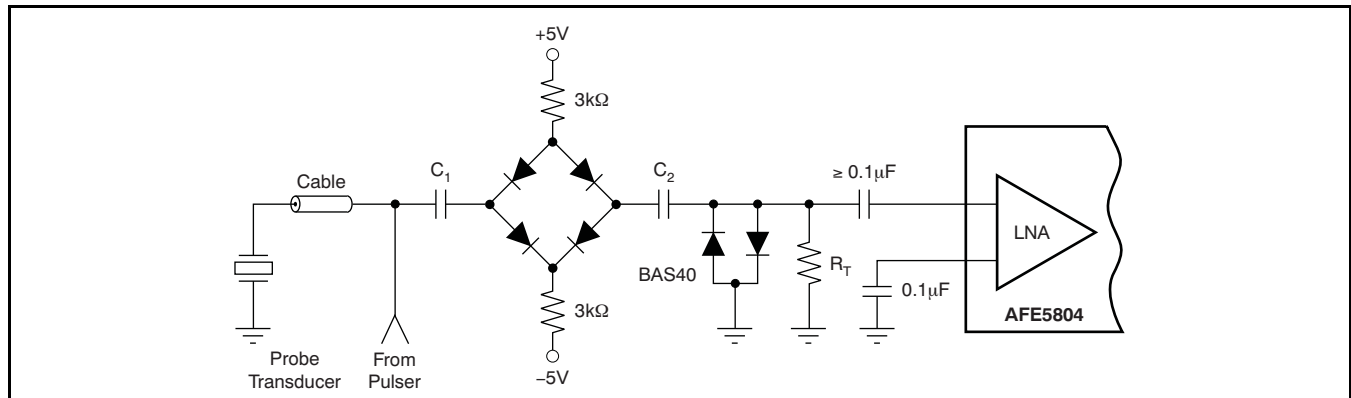 +5V
3kΩ
C1
C2
≥ 0.1μF
Cable
LNA
BAS40
RT
0.1μF
AFE5804
3kΩ
Probe
Transducer
From
Pulser
−5V